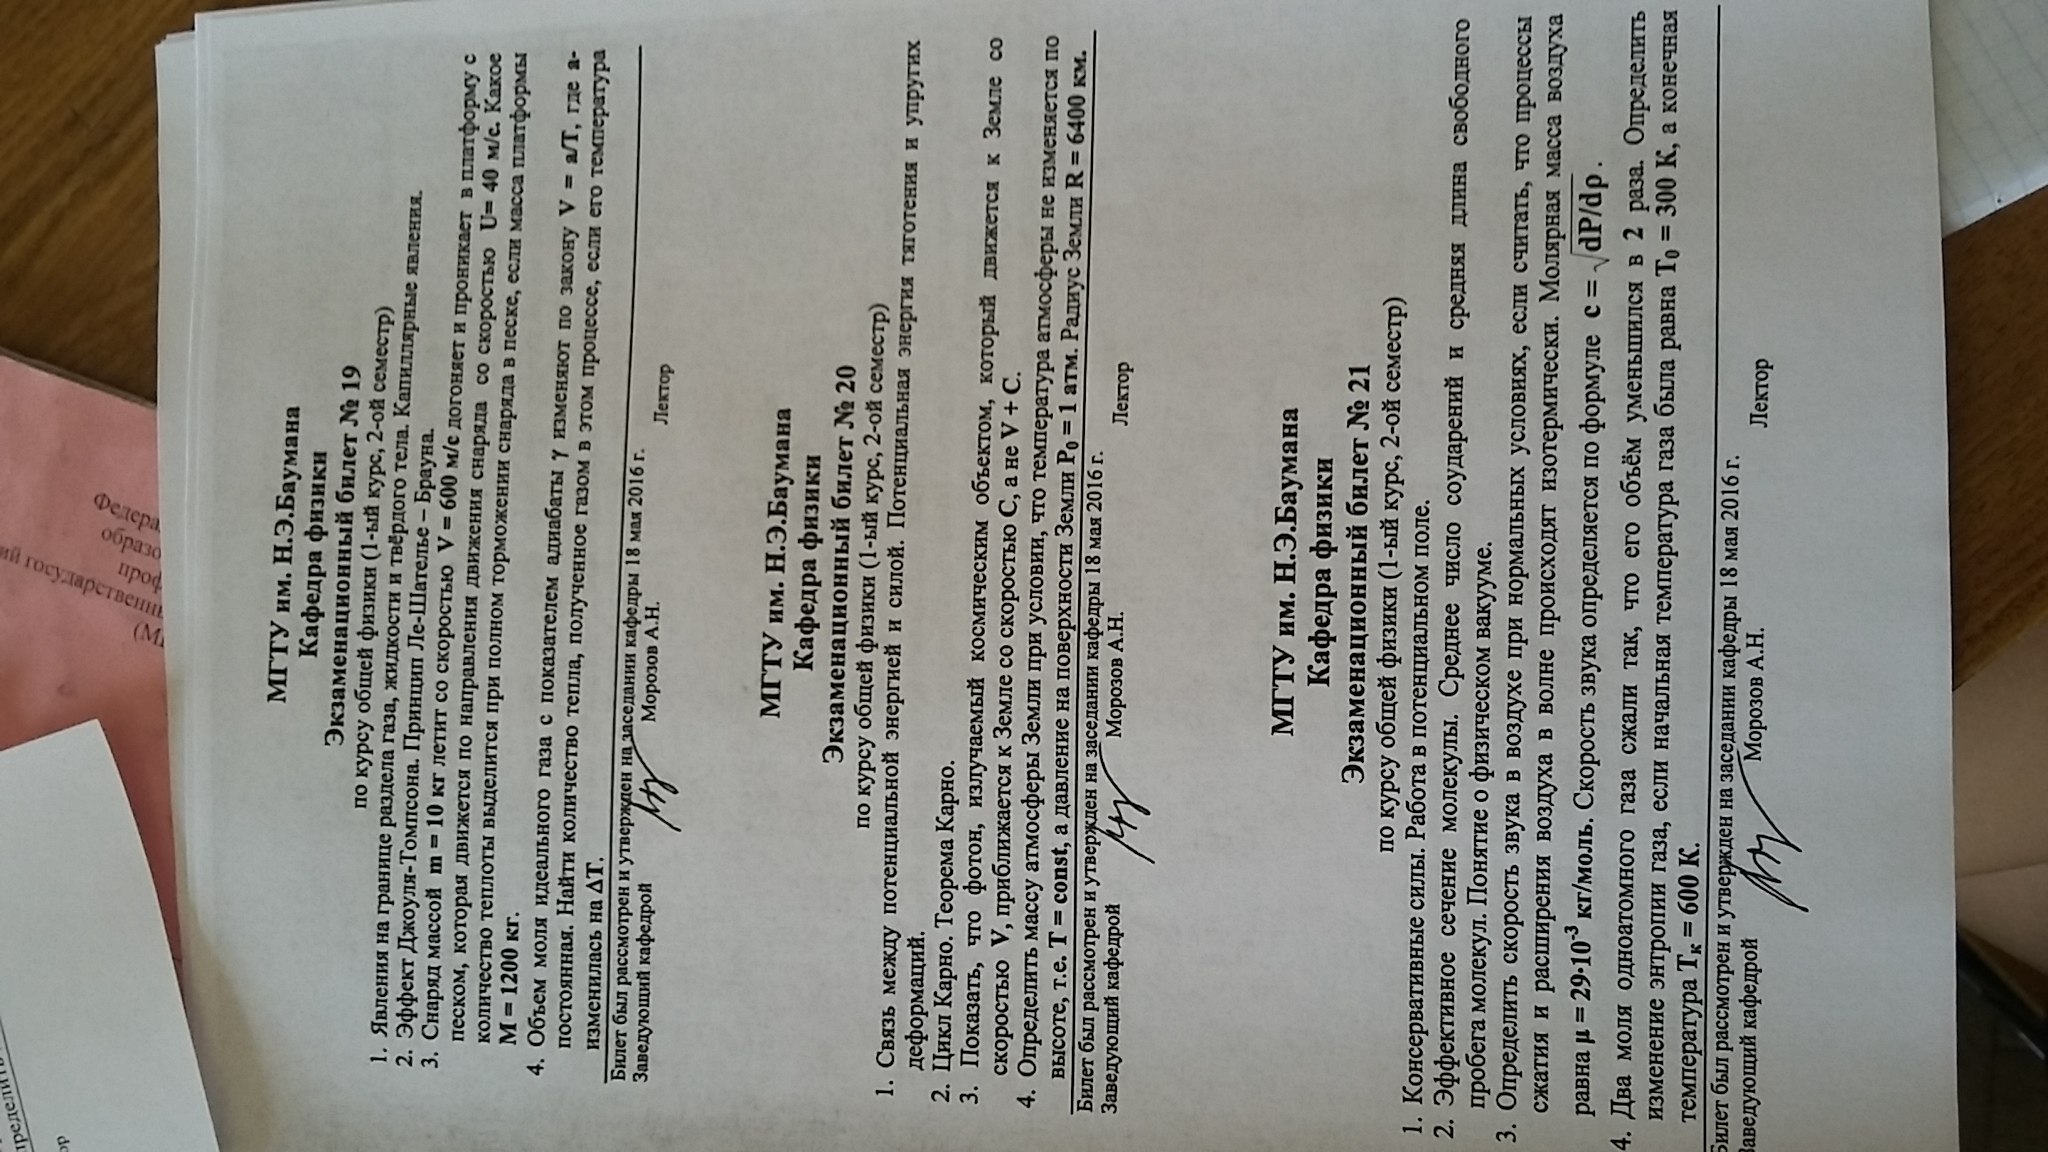 пределить
ор
ий государственн
Федера
образо
проф
(М
МГТУ им. Н.Э.Баумана
Кафедра физики
Экзаменационный билет № 19
по курсу общей физики (1-ый курс, 2-ой семестр)
1. Явления на границе раздела газа, жидкости и твёрдого тела. Капиллярные явления.
2. Эффект Джоуля-Томпсона. Принцип Ле-Шателье – Брауна.
3. Снаряд массой m = 10 кг летит со скоростью V = 600 м/с догоняет и проникает в платформу с
песком, которая движется по направления движения снаряда со скоростью U= 40 м/с. Какое
количество теплоты выделится при полном торможении снаряда в песке, если масса платформы
M = 1200 кг.
4. Объем моля идеального газа с показателем адиабаты γ изменяют по закону V = a/T, где a-
постоянная. Найти количество тепла, полученное газом в этом процессе, если его температура
изменилась на ΔT.
Билет был рассмотрен и утвержден на заседании кафедры 18 мая 2016 г.
Заведующий кафедрой Морозов А.Н. Лектор
МГТУ им. Н.Э.Баумана
Кафедра физики
Экзаменационный билет № 20
по курсу общей физики (1-ый курс, 2-ой семестр)
1. Связь между потенциальной энергией и силой. Потенциальная энергия тяготения и упругих
деформаций.
2. Цикл Карно. Теорема Карно.
3. Показать, что фотон, излучаемый космическим объектом, который движется к Земле со
скоростью V, приближается к Земле со скоростью C, а не V + C.
4. Определить массу атмосферы Земли при условии, что температура атмосферы не изменяется по
высоте, т.е. T = const, а давление на поверхности Земли P₀ = 1 атм. Радиус Земли R = 6400 км.
Билет был рассмотрен и утвержден на заседании кафедры 18 мая 2016 г.
Заведующий кафедрой Морозов А.Н. Лектор
МГТУ им. Н.Э.Баумана
Кафедра физики
Экзаменационный билет № 21
по курсу общей физики (1-ый курс, 2-ой семестр)
1. Консервативные силы. Работа в потенциальном поле.
2. Эффективное сечение молекулы. Среднее число соударений и средняя длина свободного
пробега молекул. Понятие о физическом вакууме.
3. Определить скорость звука в воздухе при нормальных условиях, если считать, что процессы
сжатия и расширения воздуха в волне происходят изотермически. Молярная масса воздуха
равна μ = 29·10⁻³ кг/моль. Скорость звука определяется по формуле c = √dP/dρ .
4. Два моля одноатомного газа сжали так, что его объём уменьшился в 2 раза. Определить
изменение энтропии газа, если начальная температура газа была равна T₀ = 300 К, а конечная
температура Tк = 600 К.
Билет был рассмотрен и утвержден на заседании кафедры 18 мая 2016 г.
Заведующий кафедрой Морозов А.Н. Лектор